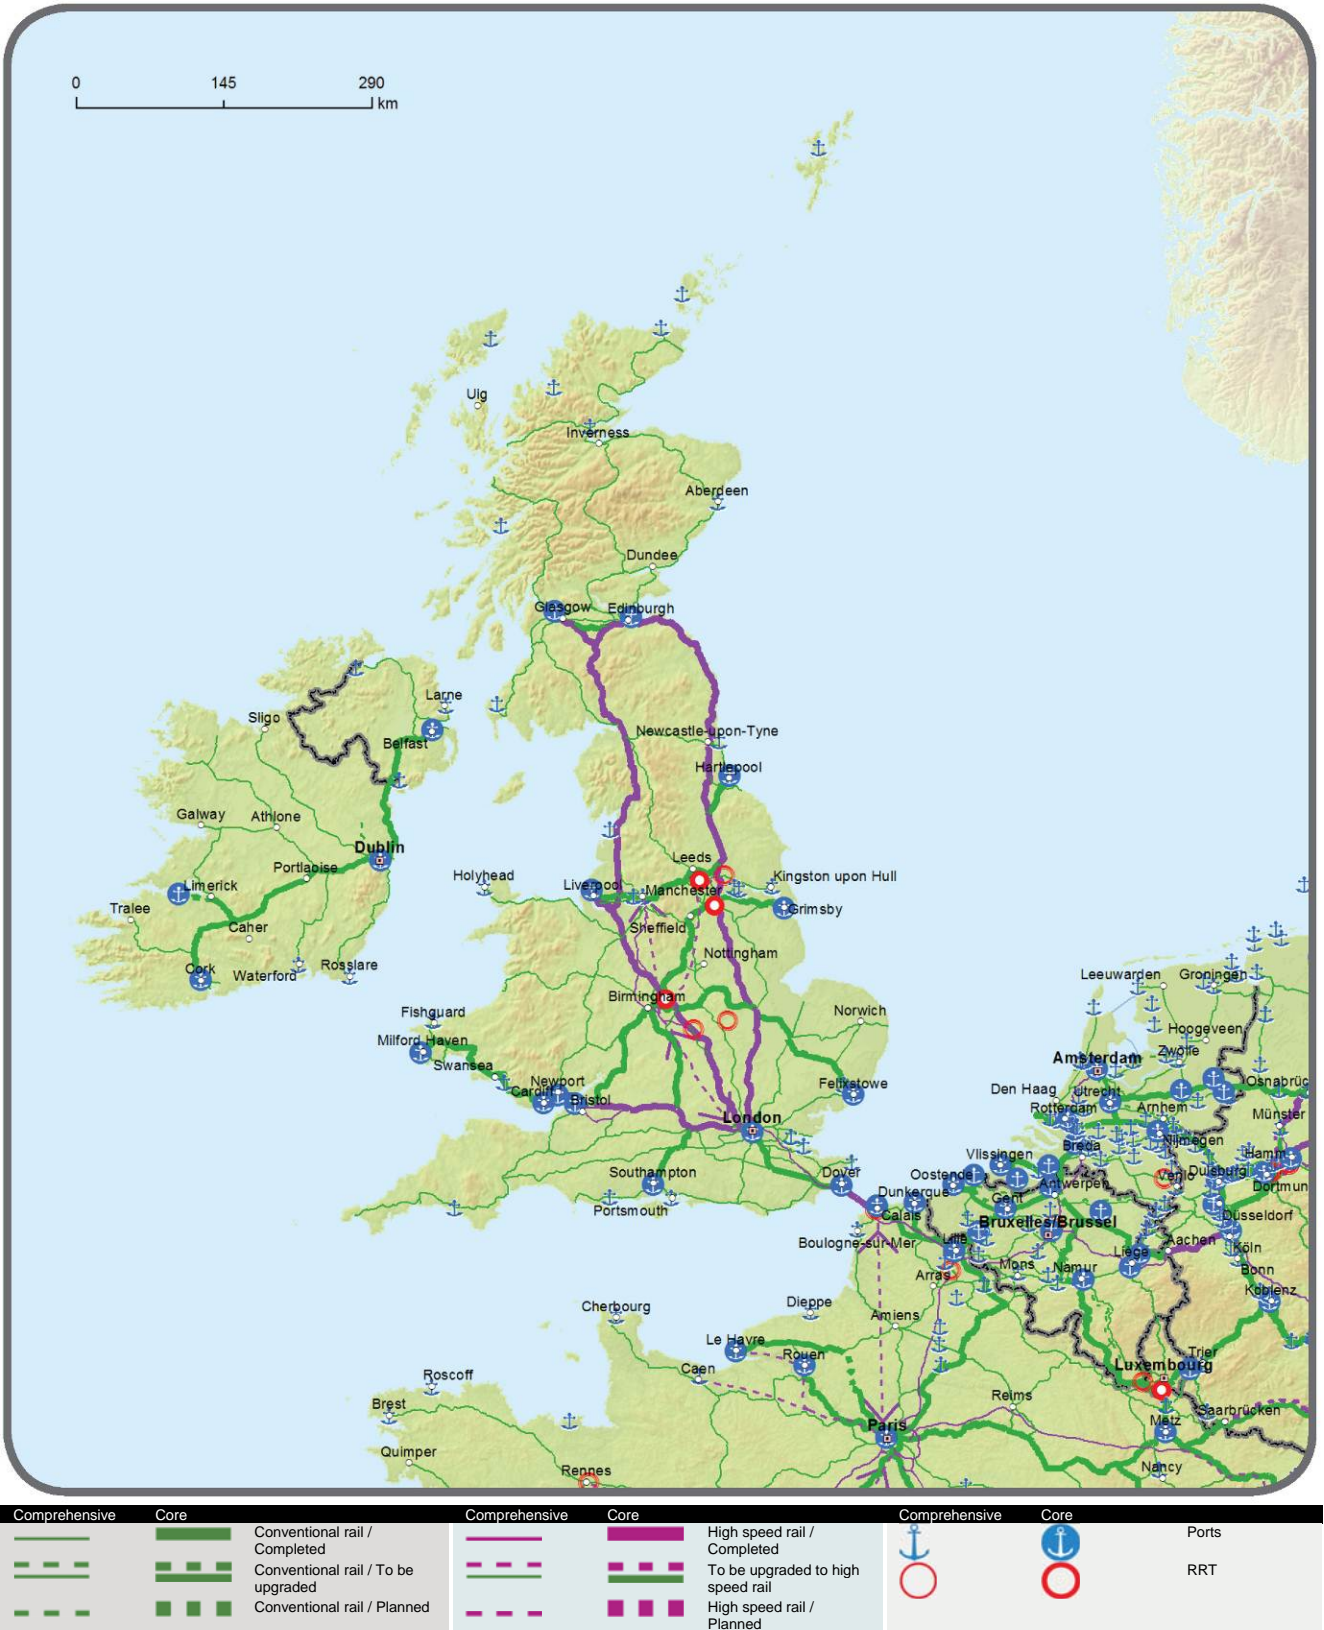 0 145 290
km
Uig
Inverness
Aberdeen
Dundee
Glasgow Edinburgh
Larne
Sligo
Newcastle-upon-Tyne
Belfast
Hartlepool
Galway Athlone
Dublin
Leeds
Portlaoise
Holyhead
Kingston upon Hull
Limerick
Liverpool
Manchester
Tralee
Grimsby
Caher
Sheffield
Nottingham
Cork
Waterford
Rosslare
Leeuwarden Groningen
Birmingham
Fishguard
Norwich
Hoogeveen
Milford Haven
Zwolle
Amsterdam
Swansea
Newport
Felixstowe
Cardiff
Bristol
Den Haag
Utrecht
Osnabrüc
Rotterdam
Arnhem
Münster
London
Nijmegen
Breda
Vlissingen
Hamm
Southampton
Dover
Oostende
Venlo
Duisburg
Antwerpen
Dortmun
Portsmouth
Dunkerque
Gent
Calais
Düsseldorf
Bruxelles/Brussel
Boulogne-sur-Mer
Lille
Aachen
Liège
Köln
Arras
Mons
Namur
Bonn
Koblenz
Cherbourg
Dieppe
Amiens
Le Havre
Rouen
Caen
Trier
Luxembourg
Roscoff
Reims
Brest
Saarbrücken
Paris
Metz
Quimper
Nancy
Rennes
Comprehensive Core
Conventional rail /
Completed
Conventional rail / To be
upgraded
Conventional rail / Planned
Comprehensive Core
High speed rail /
Completed
To be upgraded to high
speed rail
High speed rail /
Planned
Comprehensive Core
Ports
RRT